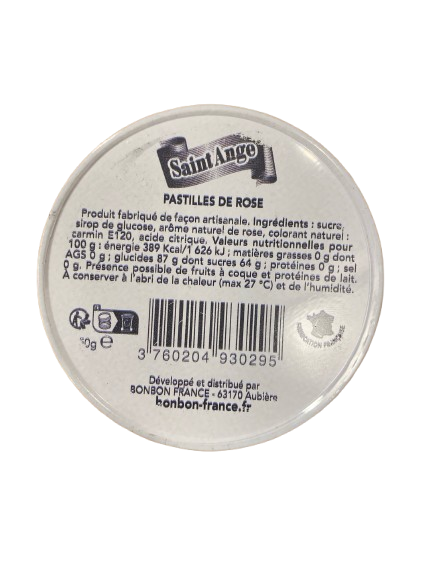 Saint Ange
PASTILLES DE ROSE
Produit fabriqué de façon artisanale. Ingrédients : sucre,
sirop de glucose, arôme naturel de rose, colorant naturel :
carmin E120, acide citrique. Valeurs nutritionnelles pour
100 g : énergie 389 Kcal/1 626 kJ ; matières grasses 0 g dont
AGS 0 g ; glucides 87 g dont sucres 64 g ; protéines 0 g ; sel
0 g. Présence possible de fruits à coque et protéines de lait.
A conserver à l'abri de la chaleur (max 27 °C) et de l'humidité.
FABRICATION FRANÇAISE
0g e
3 760204 930295
Développé et distribué par
BONBON FRANCE - 63170 Aubière
bonbon-france.fr